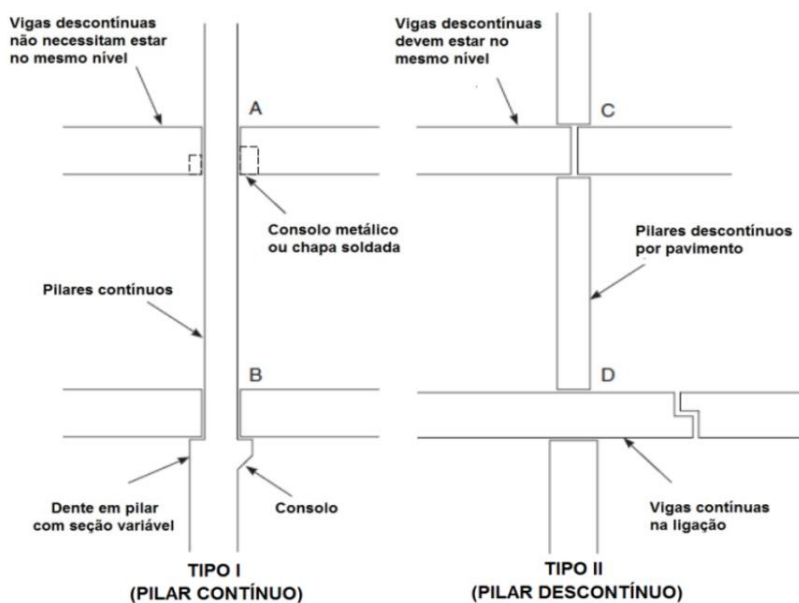 Vigas descontínuas
não necessitam estar
no mesmo nível
Vigas descontínuas
devem estar no
mesmo nível
A
C
Consolo metálico
ou chapa soldada
Pilares descontínuos
por pavimento
Pilares contínuos
B
D
Dente em pilar
com seção variável
Consolo
Vigas contínuas
na ligação
TIPO I
(PILAR CONTÍNUO)
TIPO II
(PILAR DESCONTÍNUO)